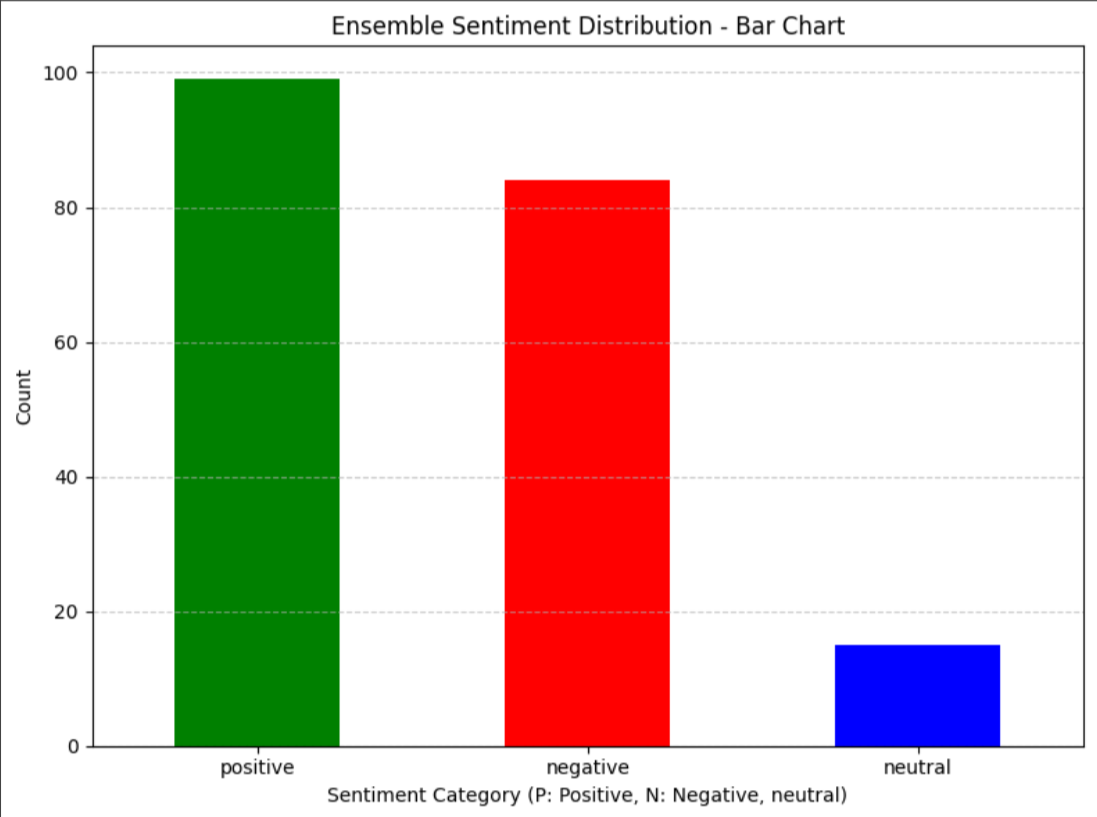 Ensemble Sentiment Distribution - Bar Chart
100
80
60
40
20
0
Count
positive
negative
neutral
Sentiment Category (P: Positive, N: Negative, neutral)